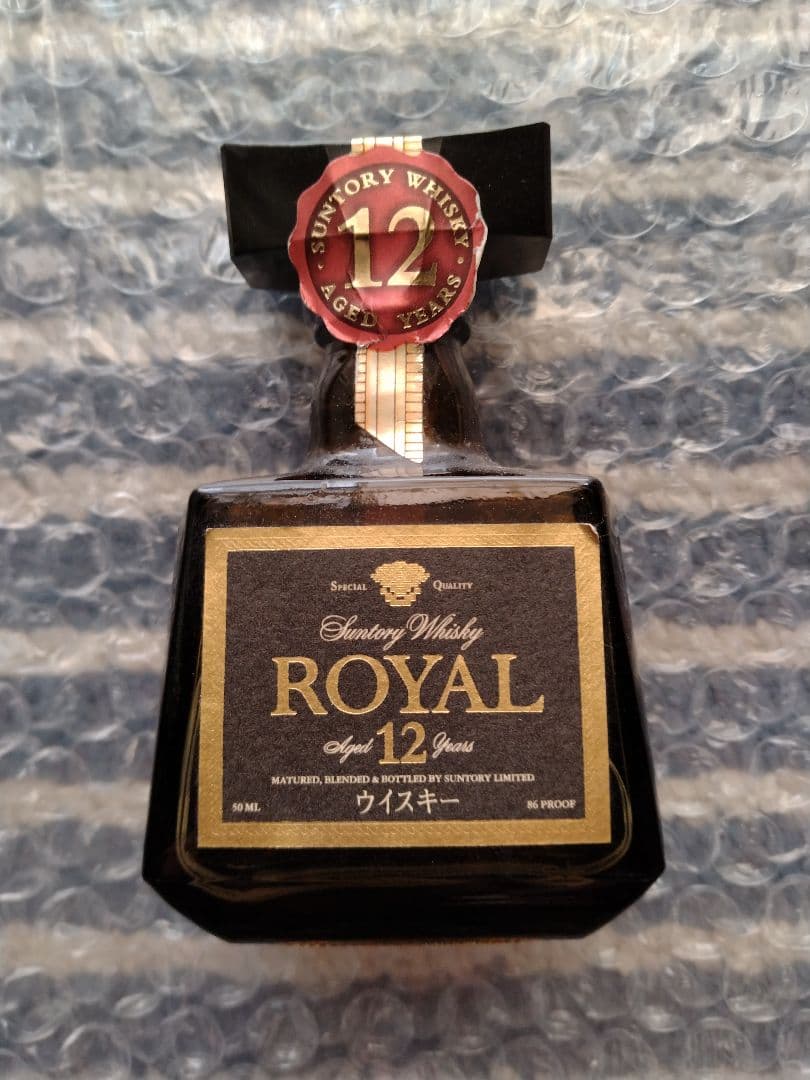 SUNTORY WHISKY
12
AGED YEARS
SPECIAL QUALITY
Suntory Whisky
ROYAL
Aged 12 Years
MATURED, BLENDED & BOTTLED BY SUNTORY LIMITED
50 ML ウイスキー 86 PROOF